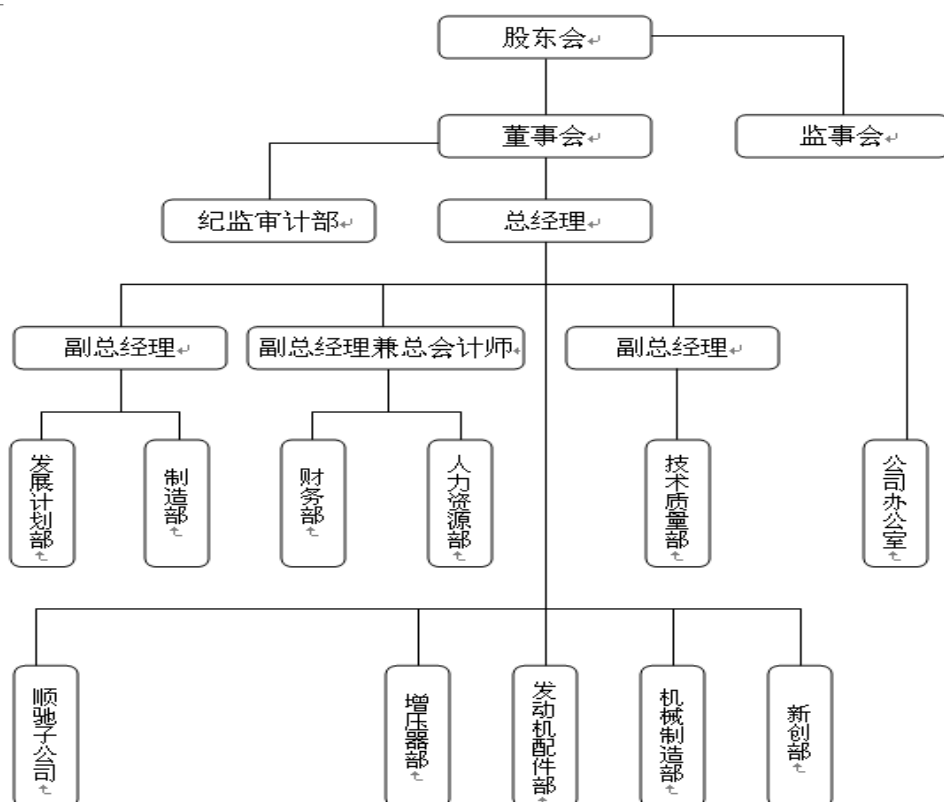 股东会
董事会
监事会
纪监审计部
总经理
副总经理
副总经理兼总会计师
副总经理
发展计划部
制造部
财务部
人力资源部
技术质量部
公司办公室
顺驰子公司
增压器部
发动机配件部
机械制造部
新创部